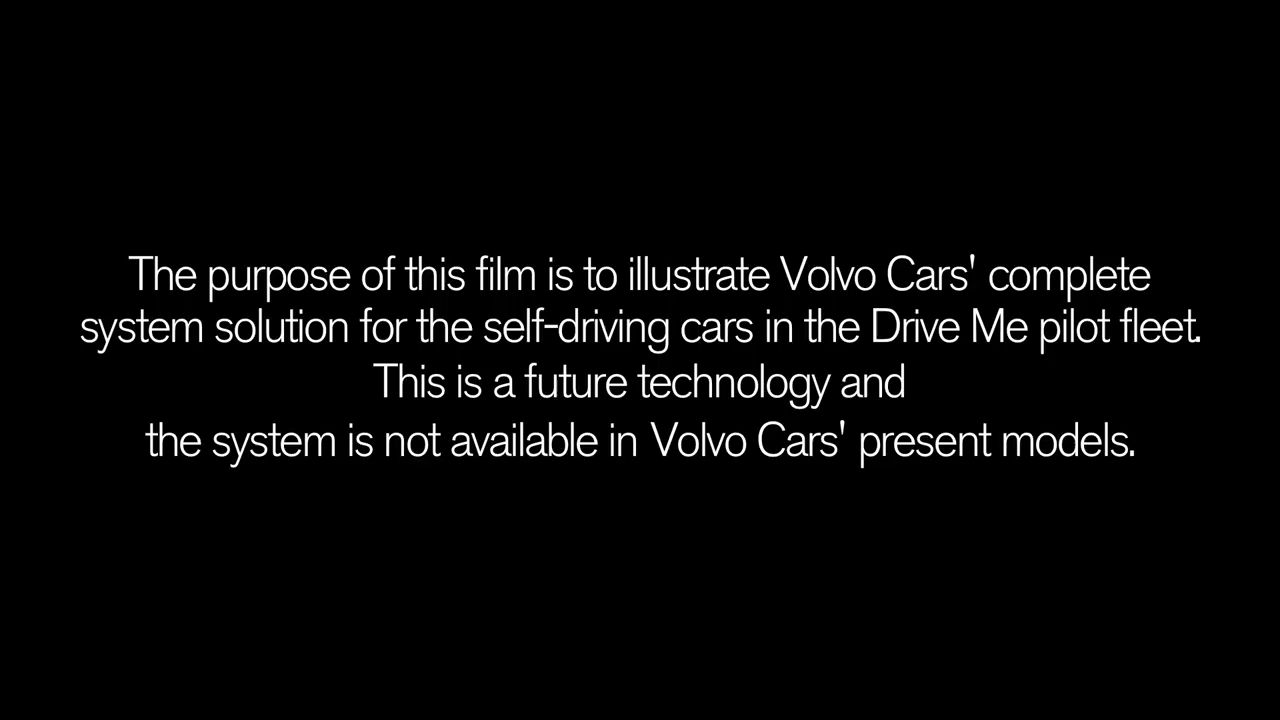 The purpose of this film is to illustrate Volvo Cars' complete
system solution for the self-driving cars in the Drive Me pilot fleet.
This is a future technology and
the system is not available in Volvo Cars' present models.